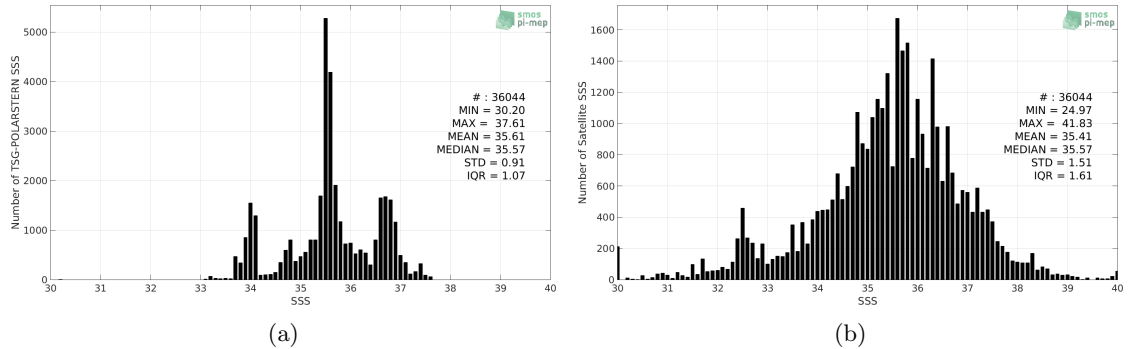 smos
pi-mep
Number of TSG-POLARSTERN SSS
5000
4000
3000
2000
1000
0
# : 36044
MIN = 30.20
MAX = 37.61
MEAN = 35.61
MEDIAN = 35.57
STD = 0.91
IQR = 1.07
30 31 32 33 34 35 36 37 38 39 40
SSS
(a)
smos
pi-mep
Number of Satellite SSS
1600
1400
1200
1000
800
600
400
200
0
# : 36044
MIN = 24.97
MAX = 41.83
MEAN = 35.41
MEDIAN = 35.57
STD = 1.51
IQR = 1.61
30 31 32 33 34 35 36 37 38 39 40
SSS
(b)